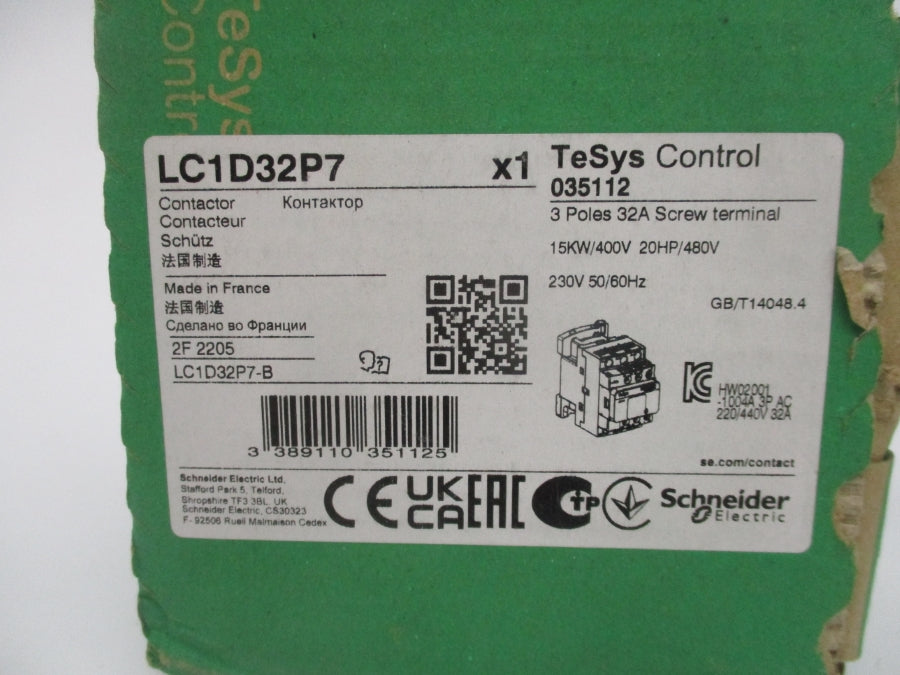 TeSys
Contr
LC1D32P7 x1
Contactor Контактор
Contacteur
Schütz
法国制造
Made in France
法国制造
Сделано во Франции
2F 2205
LC1D32P7-B
3 389110 351125
TeSys Control
035112
3 Poles 32A Screw terminal
15KW/400V 20HP/480V
230V 50/60Hz
GB/T14048.4
HW02001
-1004A 3P AC
220/440V 32A
se.com/contact
Schneider Electric Ltd,
Stafford Park 5, Telford,
Shropshire TF3 3BL, UK
Schneider Electric, CS30323
F-92506 Rueil Malmaison Cedex
CE UK CA EAC
Schneider
Electric